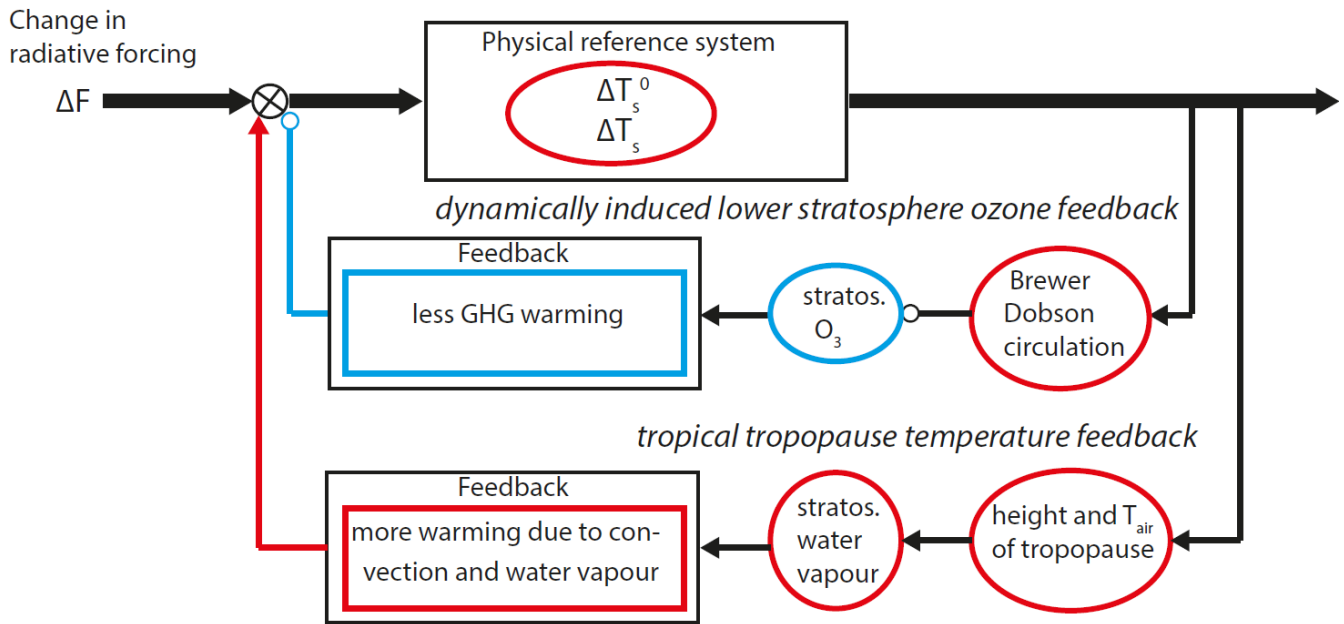 Change in
radiative forcing
ΔF
Physical reference system
ΔTₛ⁰
ΔTₛ
dynamically induced lower stratosphere ozone feedback
Feedback
less GHG warming
stratos.
O₃
Brewer
Dobson
circulation
tropical tropopause temperature feedback
Feedback
more warming due to con-
vection and water vapour
stratos.
water
vapour
height and T_air
of tropopause